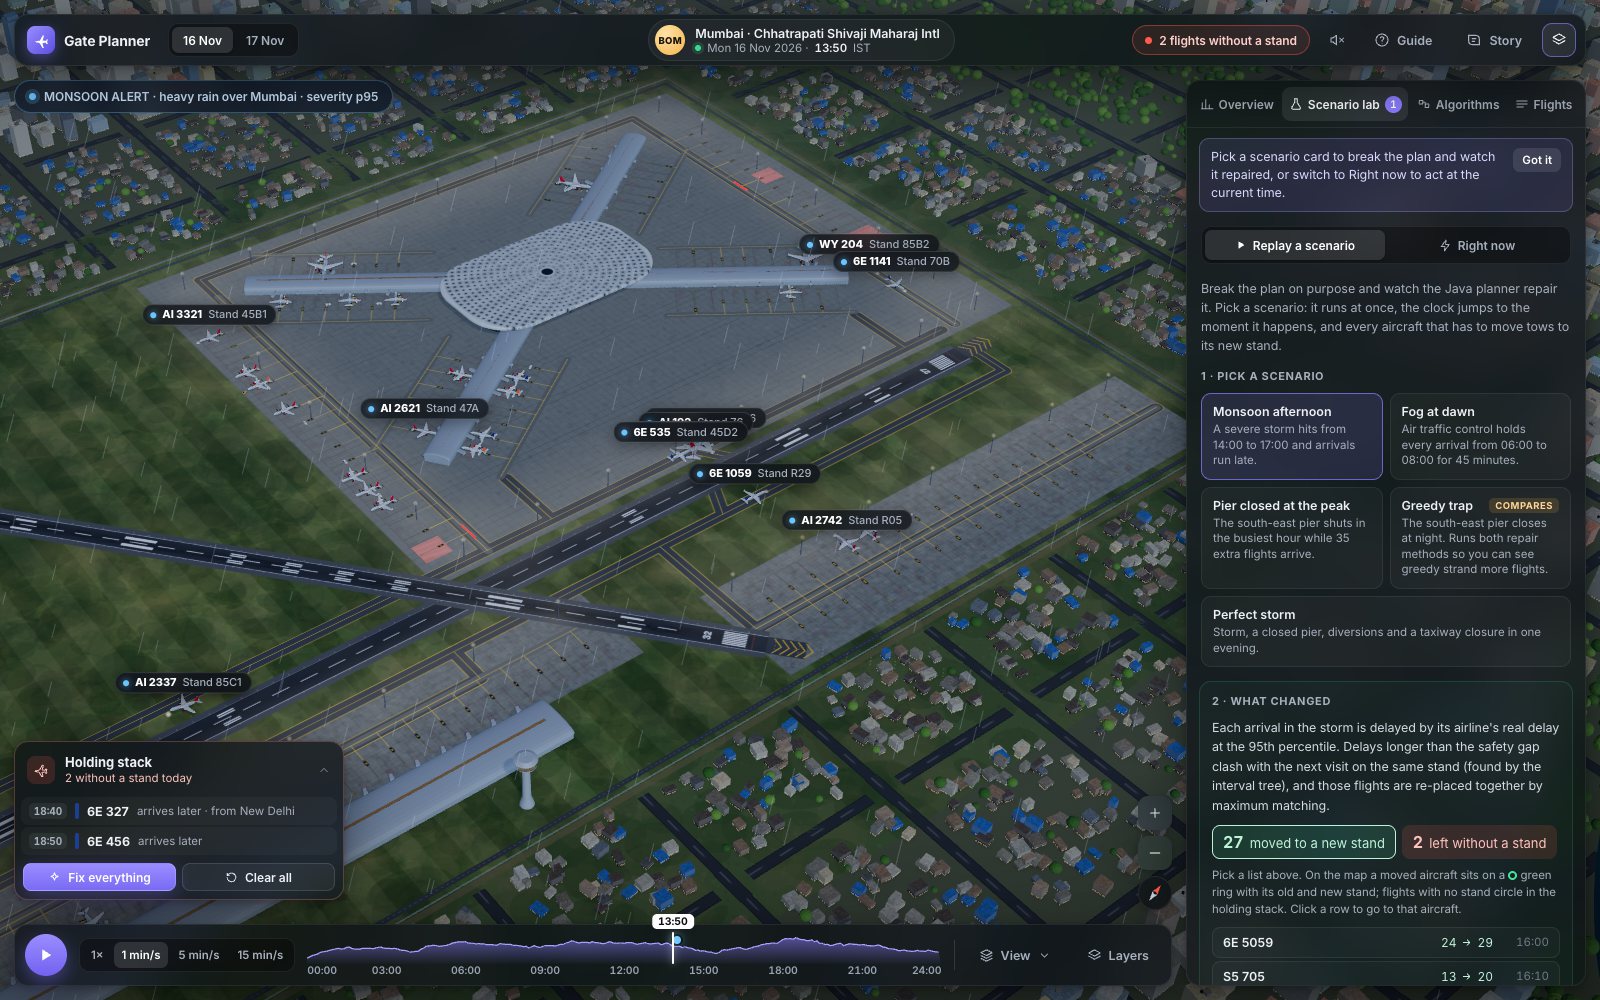 Gate Planner
16 Nov
17 Nov
BOM
Mumbai · Chhatrapati Shivaji Maharaj Intl
Mon 16 Nov 2026 · 13:50 IST
2 flights without a stand
Guide
Story
MONSOON ALERT · heavy rain over Mumbai · severity p95
WY 204 Stand 85B2
6E 1141 Stand 70B
AI 3321 Stand 45B1
AI 2621 Stand 47A
6E 535 Stand 45D2
6E 1059 Stand R29
AI 2742 Stand R05
AI 2337 Stand 85C1
32
Holding stack
2 without a stand today
18:40 6E 327 arrives later · from New Delhi
18:50 6E 456 arrives later
Fix everything
Clear all
13:50
1×
1 min/s
5 min/s
15 min/s
00:00 03:00 06:00 09:00 12:00 15:00 18:00 21:00 24:00
View
Layers
Overview
Scenario lab 1
Algorithms
Flights
Pick a scenario card to break the plan and watch
it repaired, or switch to Right now to act at the
current time.
Got it
Replay a scenario
Right now
Break the plan on purpose and watch the Java planner repair
it. Pick a scenario: it runs at once, the clock jumps to the
moment it happens, and every aircraft that has to move tows to
its new stand.
1 · PICK A SCENARIO
Monsoon afternoon
A severe storm hits from
14:00 to 17:00 and arrivals
run late.
Fog at dawn
Air traffic control holds
every arrival from 06:00 to
08:00 for 45 minutes.
Pier closed at the peak
The south-east pier shuts in
the busiest hour while 35
extra flights arrive.
Greedy trap COMPARES
The south-east pier closes
at night. Runs both repair
methods so you can see
greedy strand more flights.
Perfect storm
Storm, a closed pier, diversions and a taxiway closure in one
evening.
2 · WHAT CHANGED
Each arrival in the storm is delayed by its airline's real delay
at the 95th percentile. Delays longer than the safety gap
clash with the next visit on the same stand (found by the
interval tree), and those flights are re-placed together by
maximum matching.
27 moved to a new stand
2 left without a stand
Pick a list above. On the map a moved aircraft sits on a green
ring with its old and new stand; flights with no stand circle in the
holding stack. Click a row to go to that aircraft.
6E 5059 24 → 29 16:00
S5 705 13 → 20 16:10